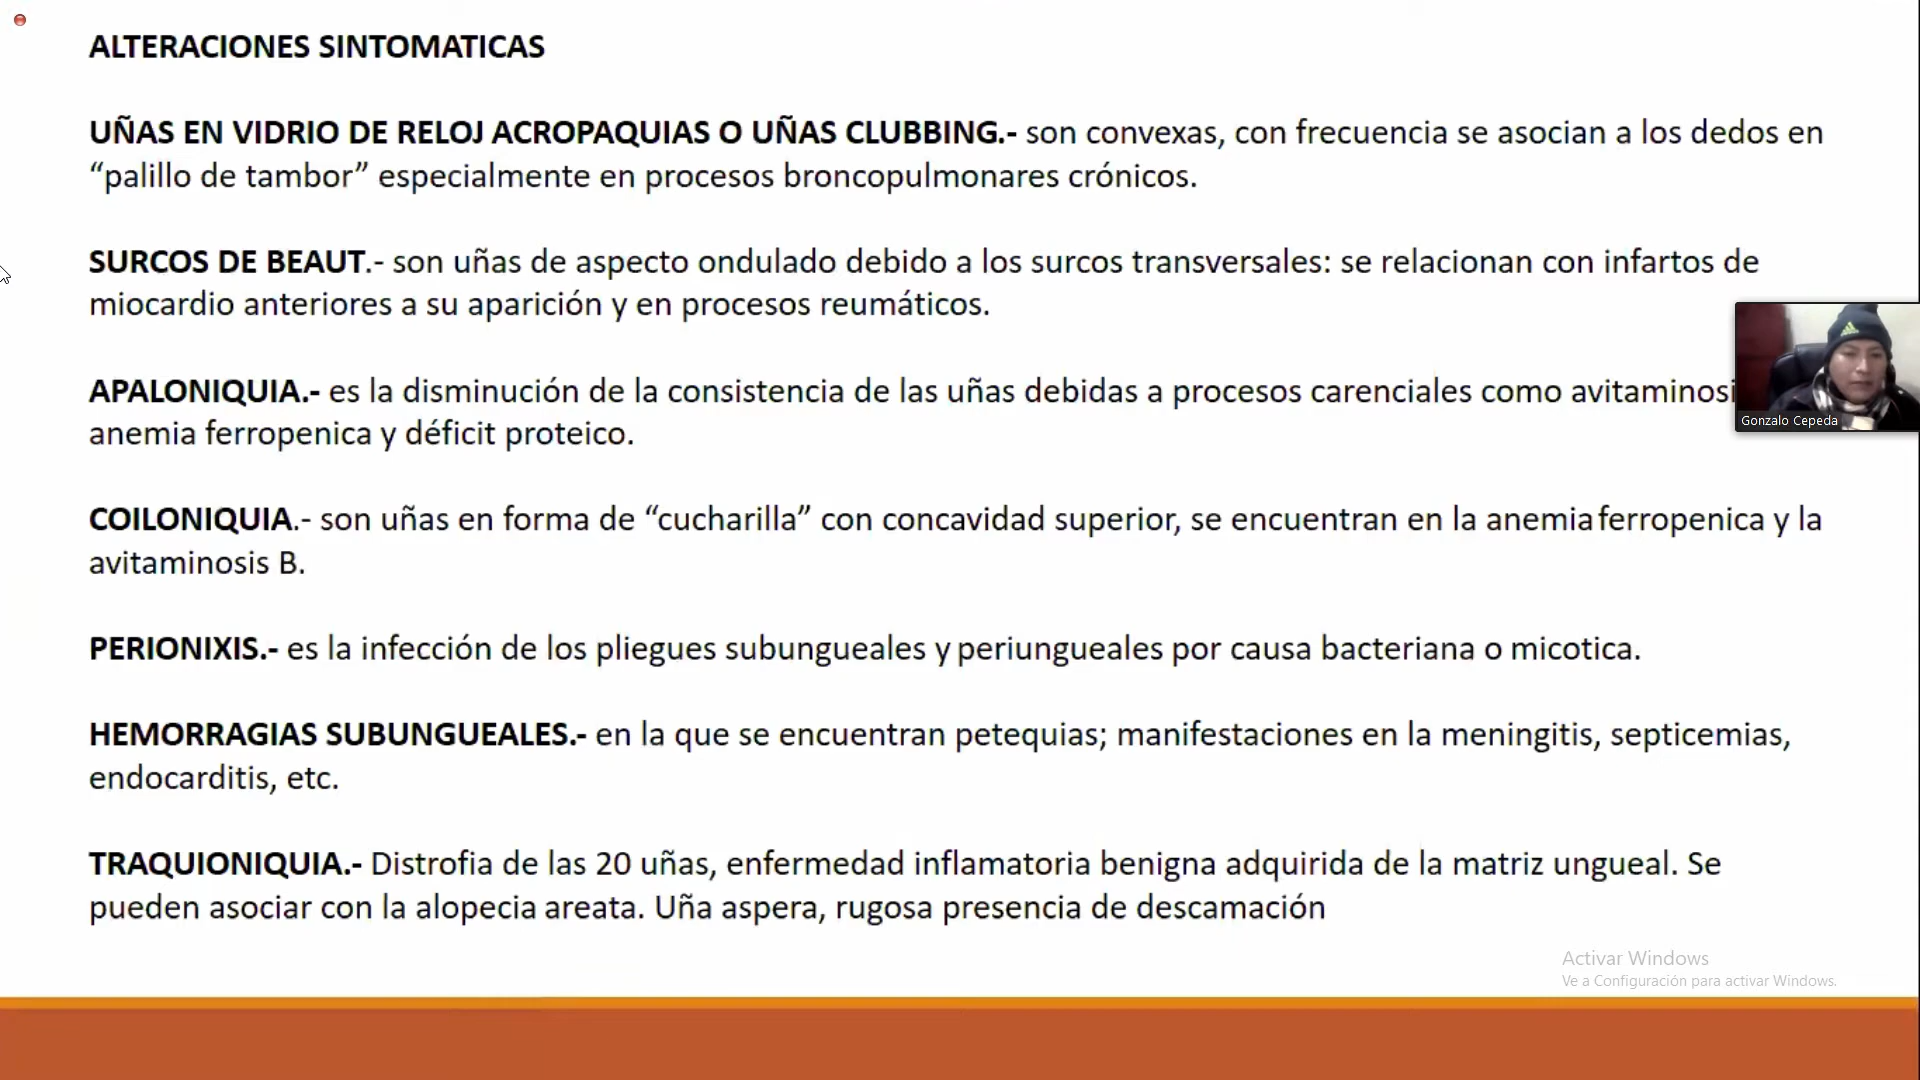 ALTERACIONES SINTOMATICAS
UÑAS EN VIDRIO DE RELOJ ACROPAQUIAS O UÑAS CLUBBING.- son convexas, con frecuencia se asocian a los dedos en
“palillo de tambor” especialmente en procesos broncopulmonares crónicos.
SURCOS DE BEAUT.- son uñas de aspecto ondulado debido a los surcos transversales: se relacionan con infartos de
miocardio anteriores a su aparición y en procesos reumáticos.
APALONIQUIA.- es la disminución de la consistencia de las uñas debidas a procesos carenciales como
anemia ferropenica y déficit proteico.
Gonzalo Cepeda
COILONIQUIA.- son uñas en forma de “cucharilla” con concavidad superior, se encuentran en la anemia ferropenica y la
avitaminosis B.
PERIONIXIS.- es la infección de los pliegues subungueales y periungueales por causa bacteriana o micotica.
HEMORRAGIAS SUBUNGUEALES.- en la que se encuentran petequias; manifestaciones en la meningitis, septicemias,
endocarditis, etc.
TRAQUIONIQUIA.- Distrofia de las 20 uñas, enfermedad inflamatoria benigna adquirida de la matriz ungueal. Se
pueden asociar con la alopecia areata. Uña aspera, rugosa presencia de descamación
Activar Windows
Ve a Configuración para activar Windows.